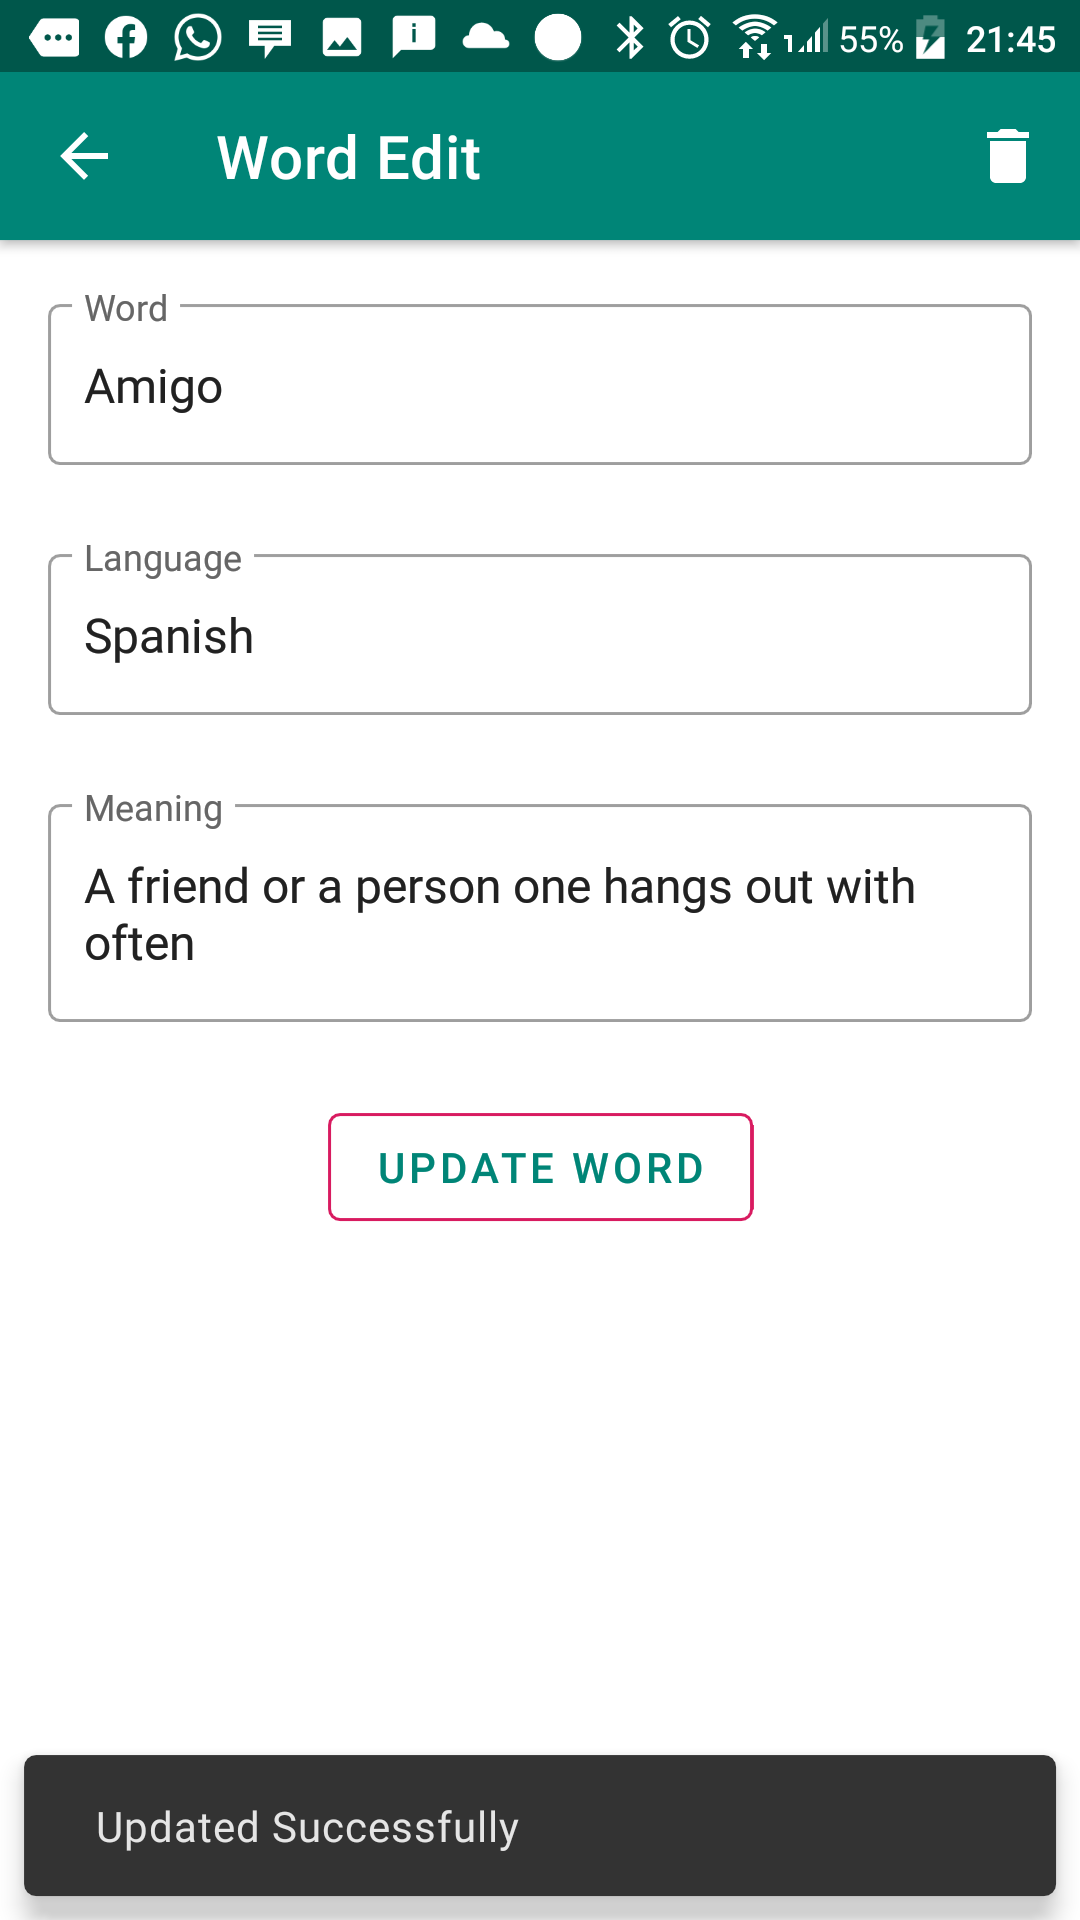 55% 21:45
Word Edit
Word
Amigo
Language
Spanish
Meaning
A friend or a person one hangs out with
often
UPDATE WORD
Updated Successfully